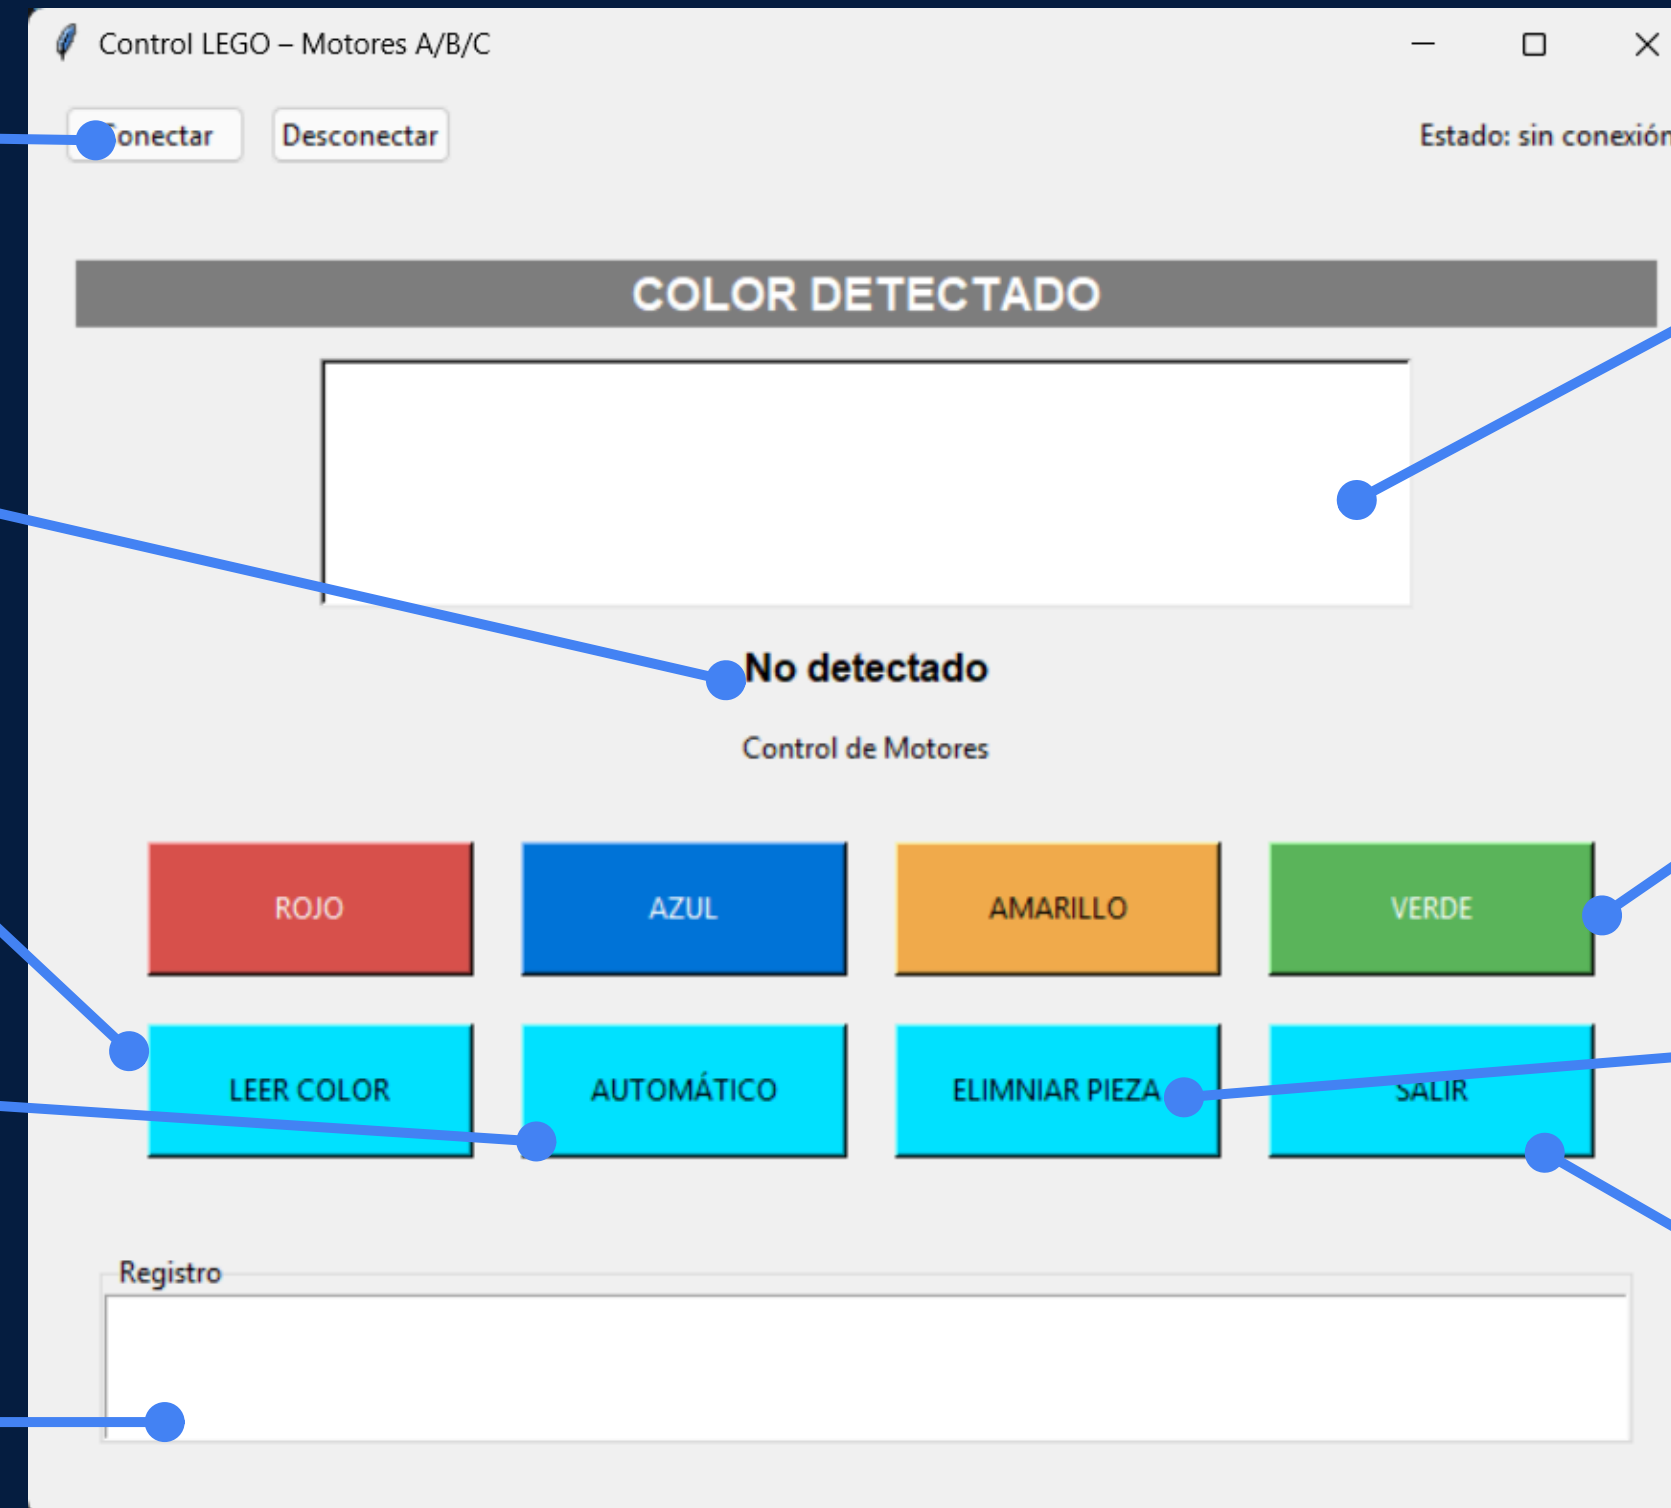 Control LEGO – Motores A/B/C
Conectar Desconectar Estado: sin conexión
COLOR DETECTADO
No detectado
Control de Motores
ROJO AZUL AMARILLO VERDE
LEER COLOR AUTOMÁTICO ELIMNIAR PIEZA SALIR
Registro